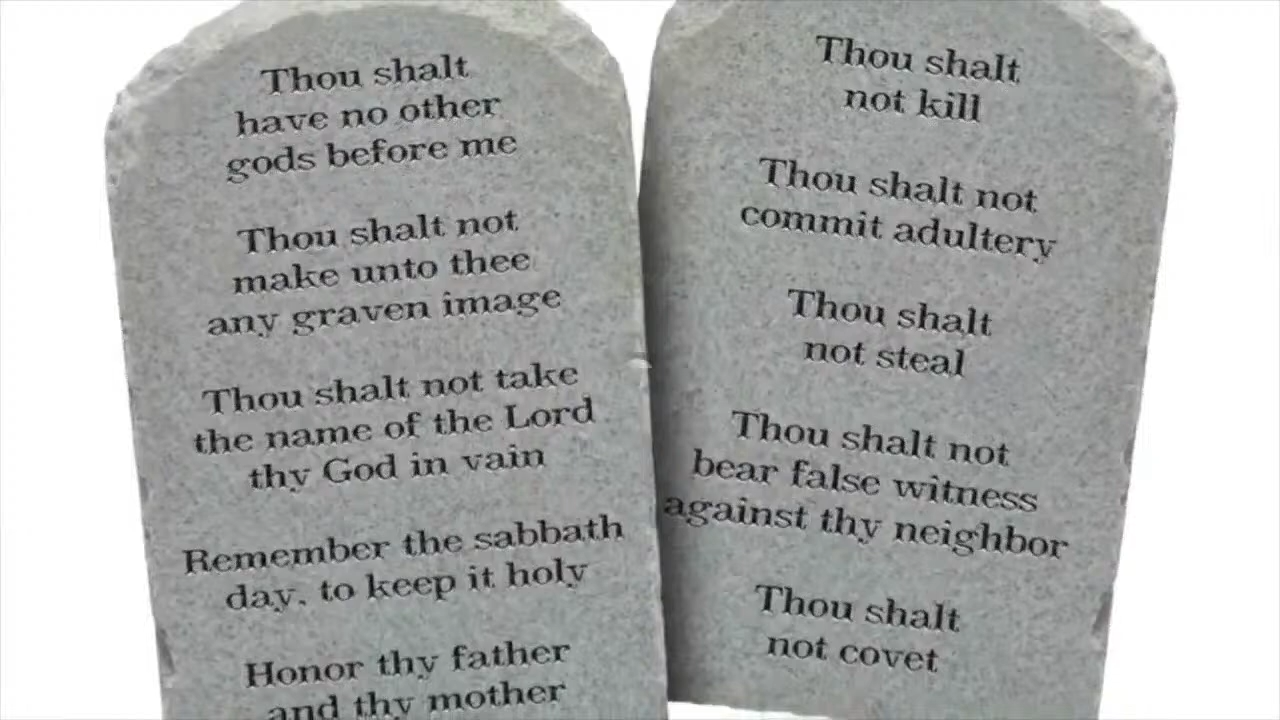 Thou shalt
have no other
gods before me
Thou shalt not
make unto thee
any graven image
Thou shalt not take
the name of the Lord
thy God in vain
Remember the sabbath
day, to keep it holy
Honor thy father
and thy mother
Thou shalt
not kill
Thou shalt not
commit adultery
Thou shalt
not steal
Thou shalt not
bear false witness
against thy neighbor
Thou shalt
not covet